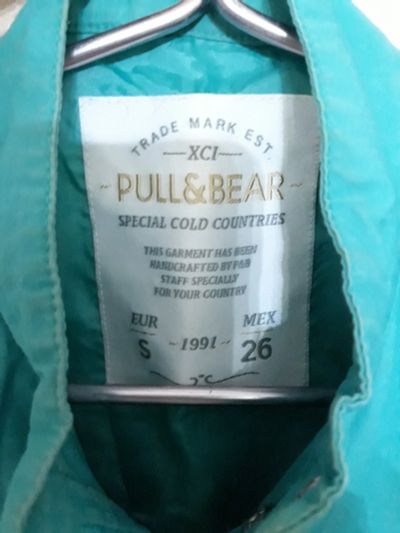 TRADE MARK EST.
XCI
PULL&BEAR
SPECIAL COLD COUNTRIES
THIS GARMENT HAS BEEN
HANDCRAFTED BY P&B
STAFF SPECIALLY
FOR YOUR COUNTRY
EUR MEX
S ~1991~ 26